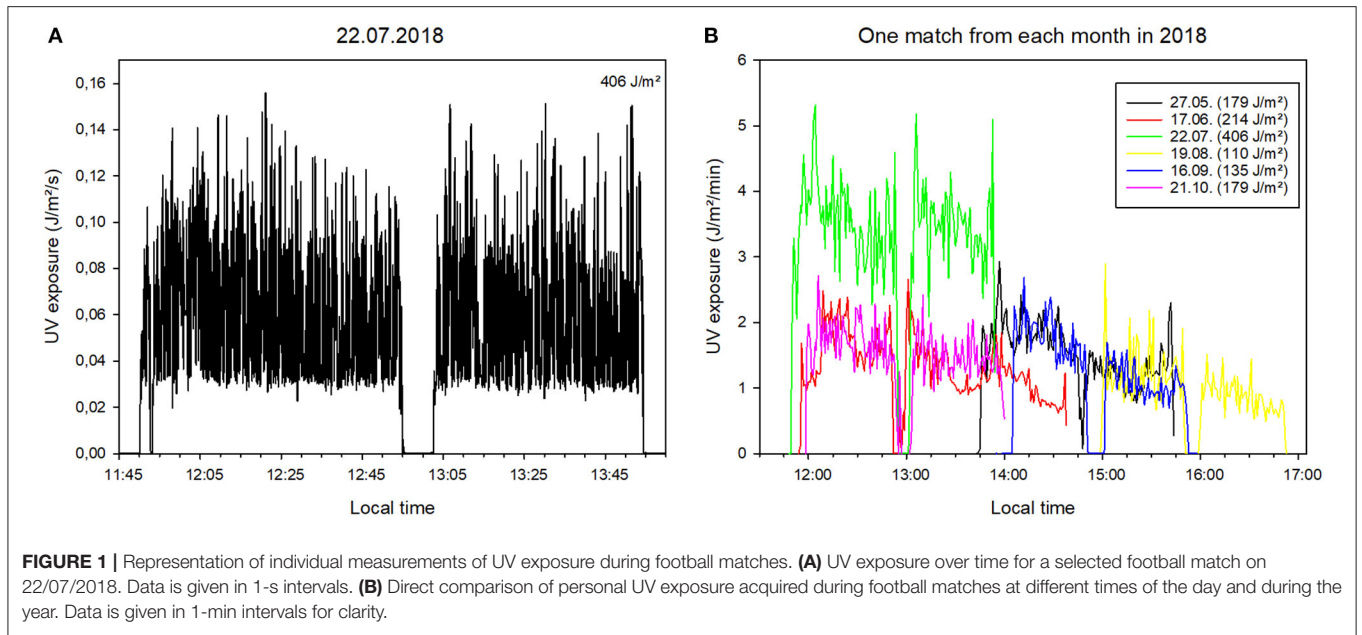 A
22.07.2018
406 J/m²
0,16
0,14
0,12
0,10
0,08
0,06
0,04
0,02
0,00
UV exposure (J/m²/s)
11:45
12:05
12:25
12:45
13:05
13:25
13:45
Local time
B
One match from each month in 2018
6
5
4
3
2
1
0
UV exposure (J/m²/min)
27.05. (179 J/m²)
17.06. (214 J/m²)
22.07. (406 J/m²)
19.08. (110 J/m²)
16.09. (135 J/m²)
21.10. (179 J/m²)
12:00
13:00
14:00
15:00
16:00
17:00
Local time
FIGURE 1 | Representation of individual measurements of UV exposure during football matches. (A) UV exposure over time for a selected football match on
22/07/2018. Data is given in 1-s intervals. (B) Direct comparison of personal UV exposure acquired during football matches at different times of the day and during the
year. Data is given in 1-min intervals for clarity.